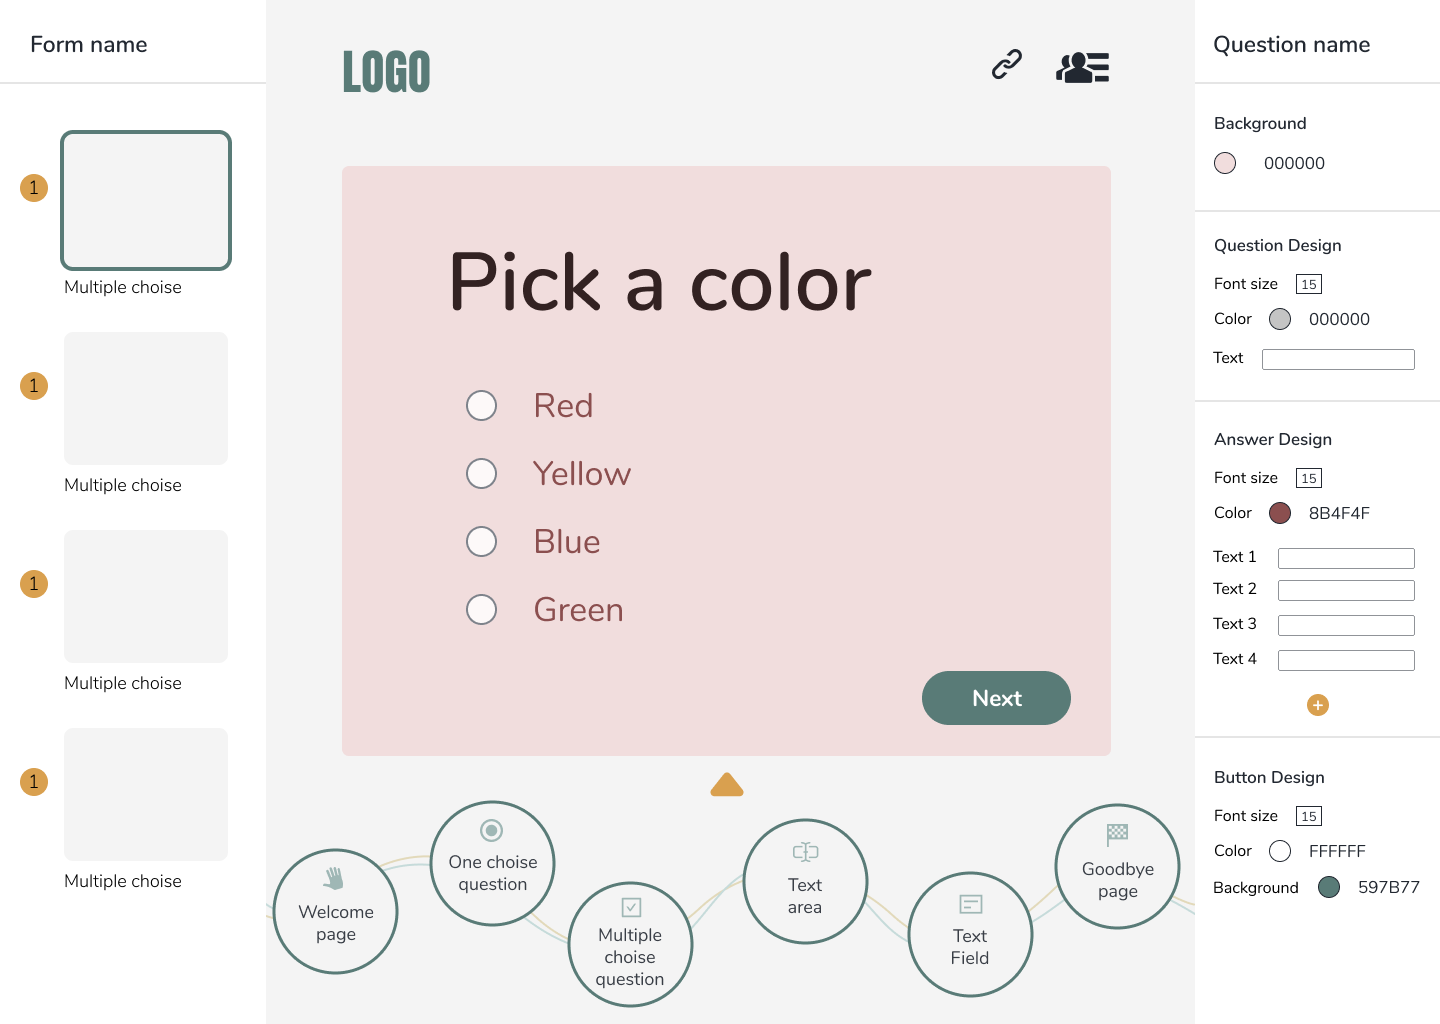 Form name
1
Multiple choise
1
Multiple choise
1
Multiple choise
1
Multiple choise
LOGO
Pick a color
Red
Yellow
Blue
Green
Next
Welcome
page
One choise
question
Multiple
choise
question
Text
area
Text
Field
Goodbye
page
Question name
Background
000000
Question Design
Font size 15
Color 000000
Text
Answer Design
Font size 15
Color 8B4F4F
Text 1
Text 2
Text 3
Text 4
+
Button Design
Font size 15
Color FFFFFF
Background 597B77